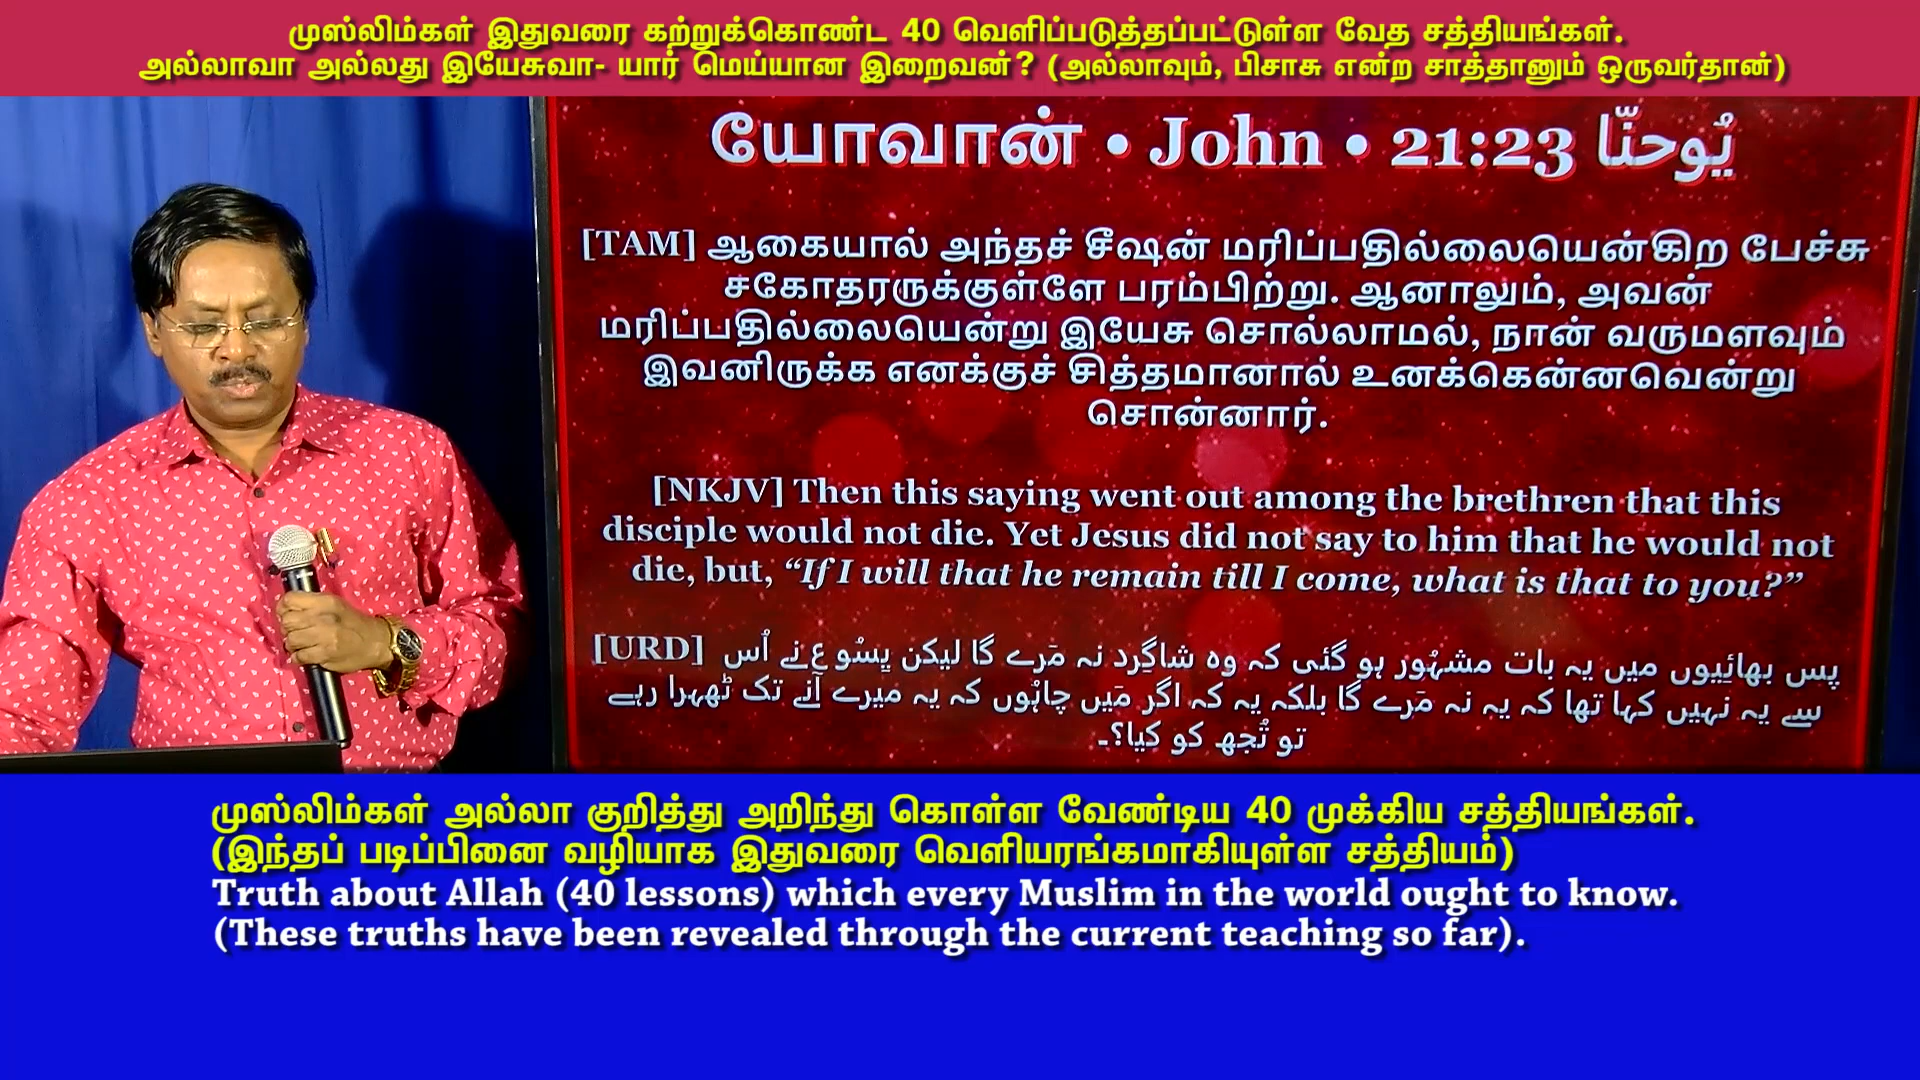 முஸ்லிம்கள் இதுவரை கற்றுக்கொண்ட 40 வெளிப்படுத்தப்பட்டுள்ள வேத சத்தியங்கள்.
அல்லாவா அல்லது இயேசுவா- யார் மெய்யான இறைவன்? (அல்லாவும், பிசாசு என்ற சாத்தானும் ஒருவர்தான்)
யோவான் • John • 21:23 يُوحنّا
[TAM] ஆகையால் அந்தச் சீஷன் மரிப்பதில்லையென்கிற பேச்சு
சகோதரருக்குள்ளே பரம்பிற்று. ஆனாலும், அவன்
மரிப்பதில்லையென்று இயேசு சொல்லாமல், நான் வருமளவும்
இவனிருக்க எனக்குச் சித்தமானால் உனக்கென்னவென்று
சொன்னார்.
[NKJV] Then this saying went out among the brethren that this
disciple would not die. Yet Jesus did not say to him that he would not
die, but, “If I will that he remain till I come, what is that to you?”
[URD] پس بھائِیوں میں یہ بات مشہُور ہو گئی کہ وہ شاگِرد نہ مَرے گا لیکن یِسُوع نے اُس
سے یہ نہیں کہا تھا کہ یہ نہ مَرے گا بلکہ یہ کہ اگر مَیں چاہُوں کہ یہ میرے آنے تک ٹھہرا رہے
تو تُجھ کو کیا؟۔
முஸ்லிம்கள் அல்லா குறித்து அறிந்து கொள்ள வேண்டிய 40 முக்கிய சத்தியங்கள்.
(இந்தப் படிப்பினை வழியாக இதுவரை வெளியரங்கமாகியுள்ள சத்தியம்)
Truth about Allah (40 lessons) which every Muslim in the world ought to know.
(These truths have been revealed through the current teaching so far).